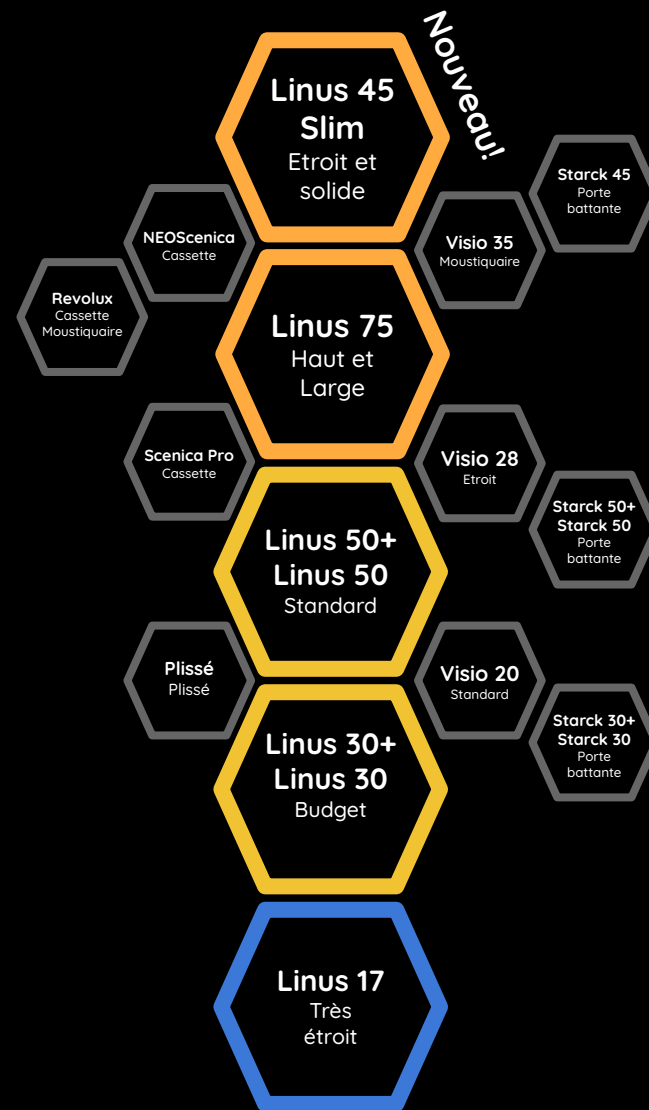 Nouveau!
Linus 45
Slim
Etroit et
solide
Starck 45
Porte
battante
NEOScenica
Cassette
Visio 35
Moustiquaire
Revolux
Cassette
Moustiquaire
Linus 75
Haut et
Large
Scenica Pro
Cassette
Visio 28
Etroit
Starck 50+
Starck 50
Porte
battante
Linus 50+
Linus 50
Standard
Plissé
Plissé
Visio 20
Standard
Starck 30+
Starck 30
Porte
battante
Linus 30+
Linus 30
Budget
Linus 17
Très
étroit